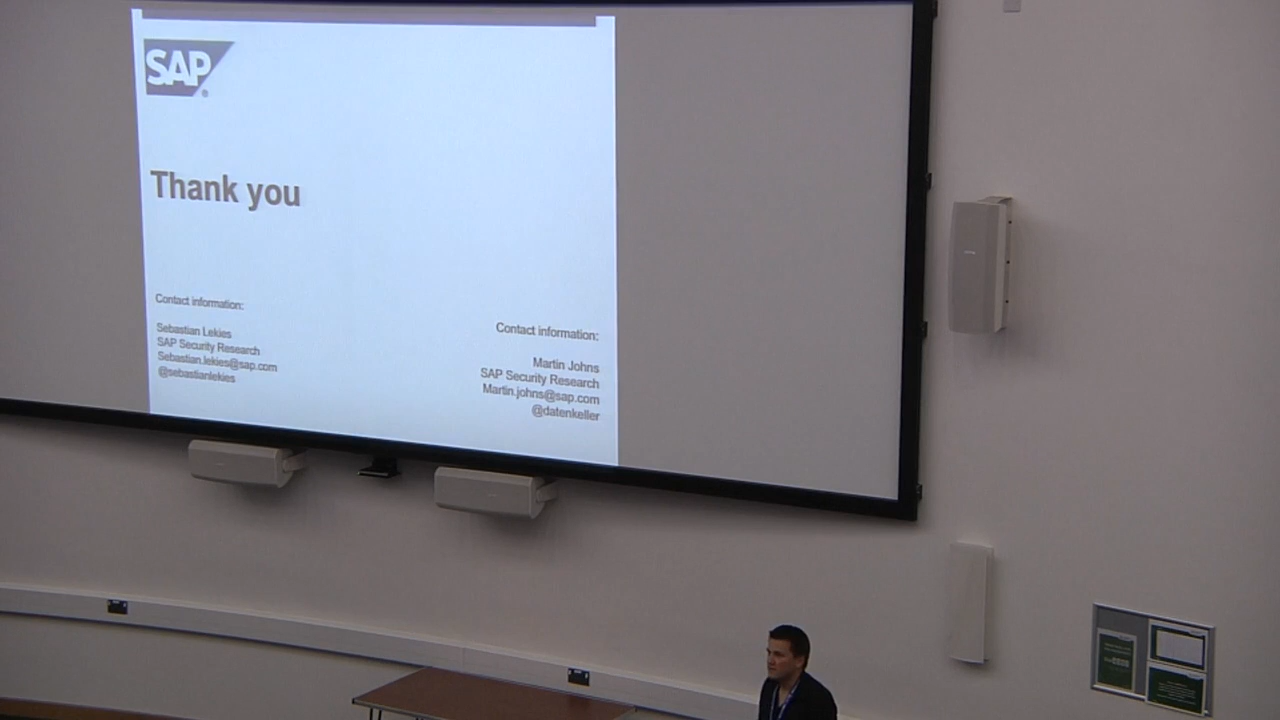 SAP
Thank you
Contact information:
Sebastian Lekies
SAP Security Research
Sebastian.lekies@sap.com
@sebastianlekies
Contact information:
Martin Johns
SAP Security Research
Martin.johns@sap.com
@datenkeller